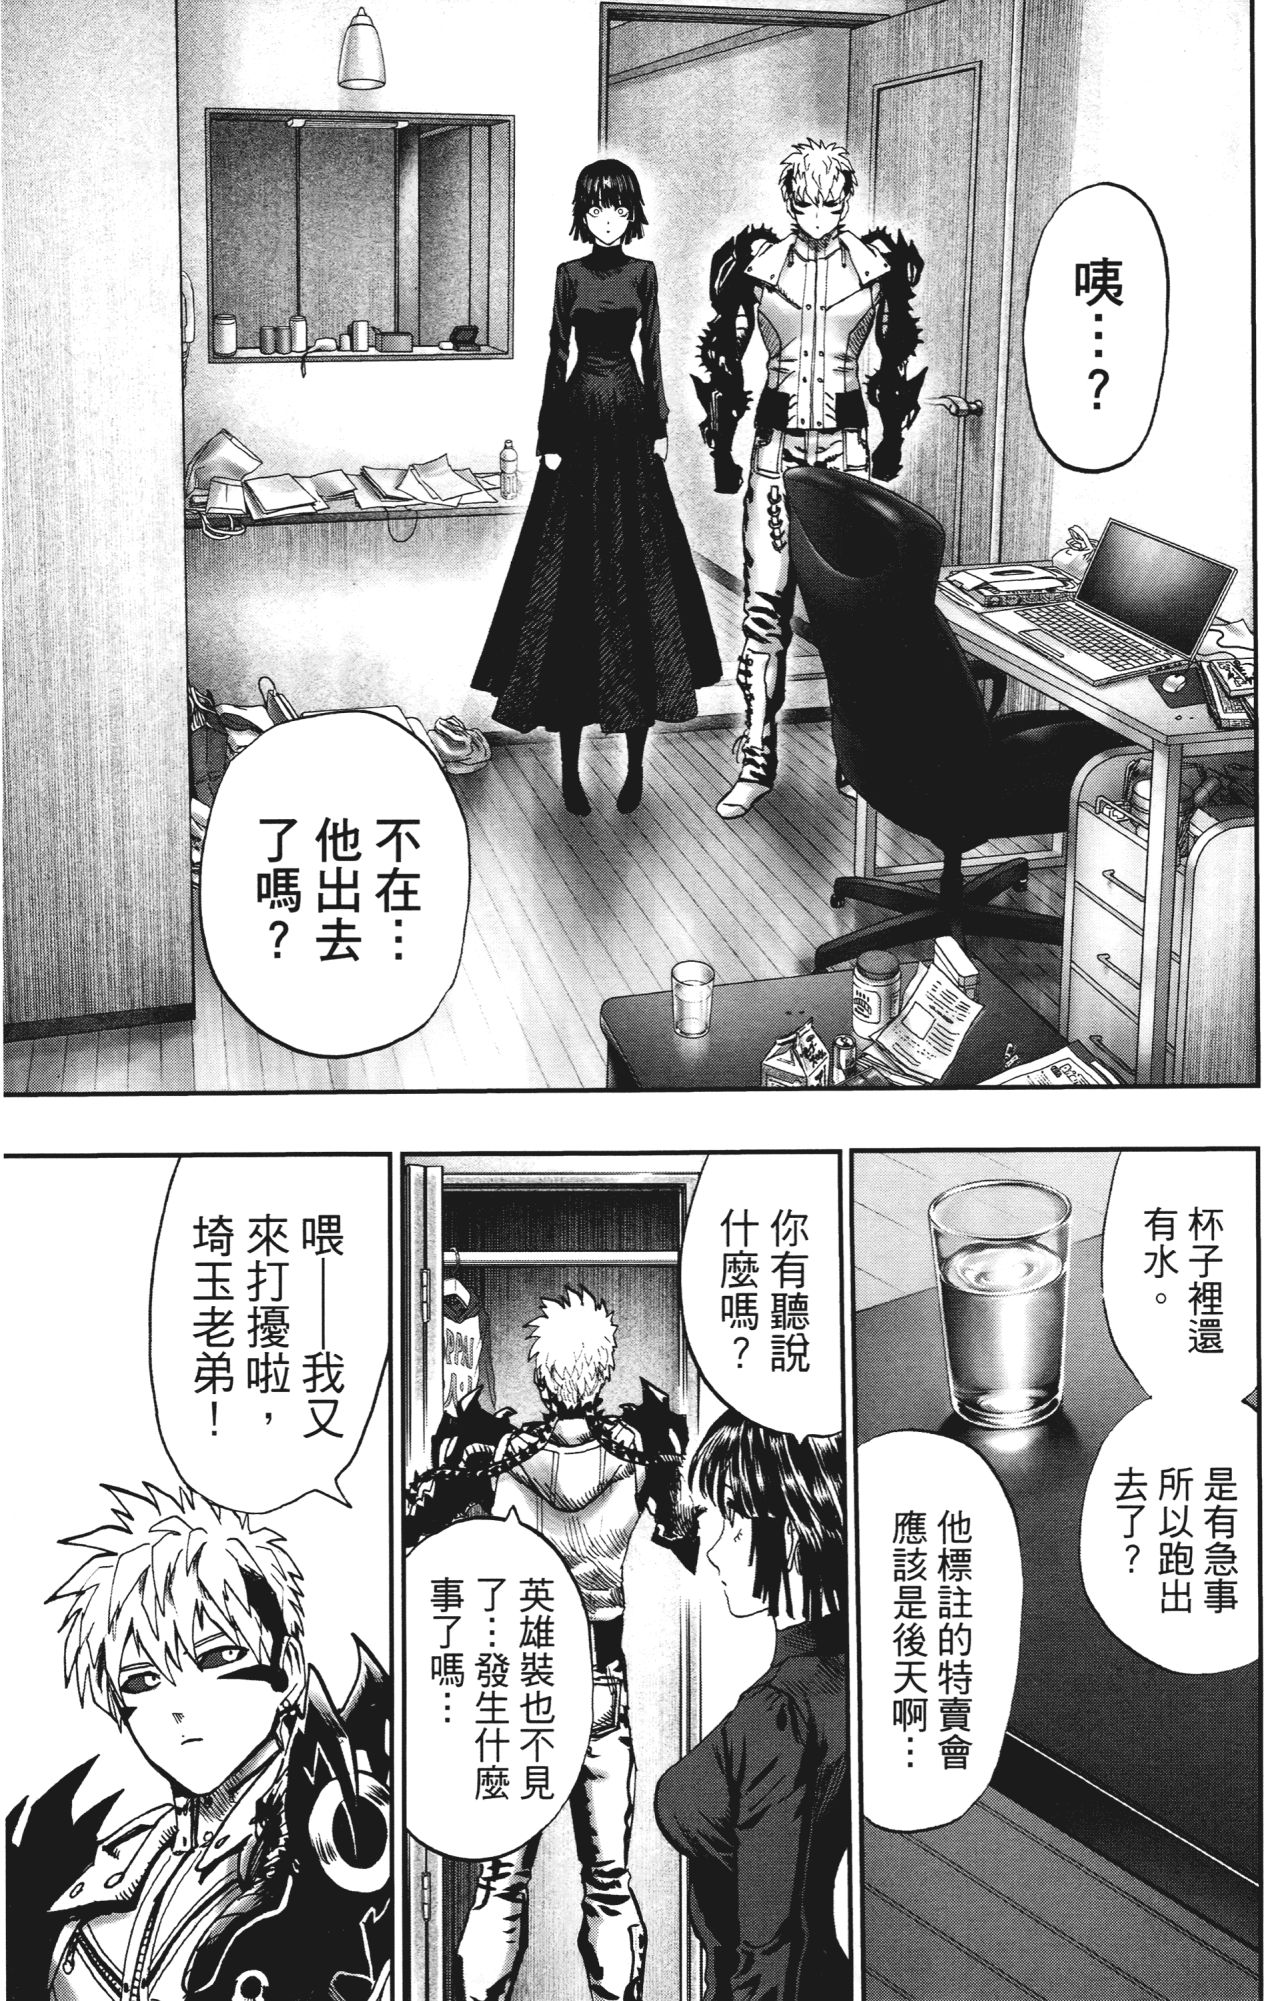 咦…?
不在…
他出去
了嗎?
杯子裡還
有水。
是有急事
所以跑出
去了?
他標註的特賣會
應該是後天啊…
你有聽說
什麼嗎?
英雄裝也不見
了…發生什麼
事了嗎…
喂——我又
來打擾啦，
埼玉老弟!